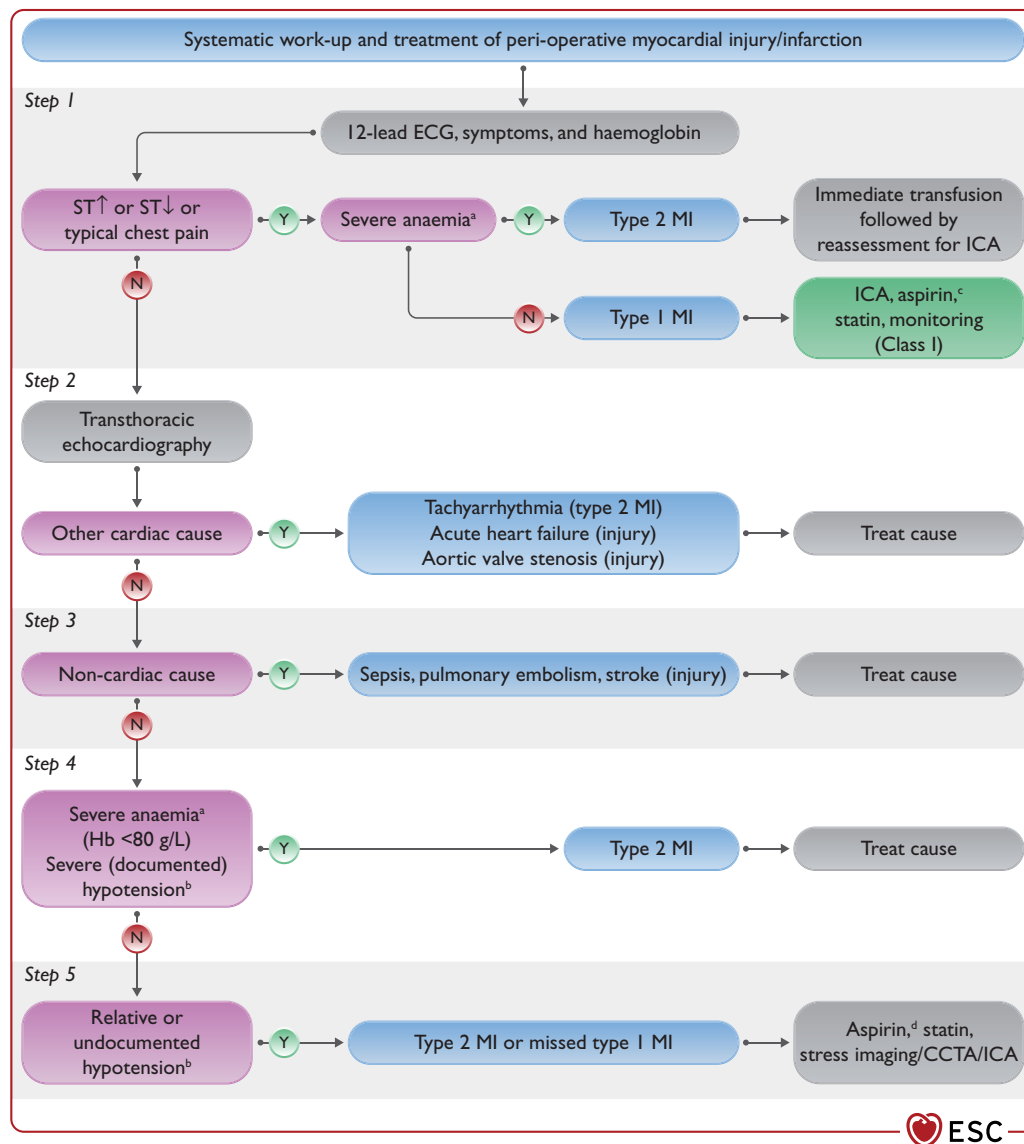 Systematic work-up and treatment of peri-operative myocardial injury/infarction
Step 1
12-lead ECG, symptoms, and haemoglobin
ST↑ or ST↓ or
typical chest pain
Y
Severe anaemiaᵃ
Y
Type 2 MI
Immediate transfusion
followed by
reassessment for ICA
N
N
Type 1 MI
ICA, aspirin,ᶜ
statin, monitoring
(Class I)
Step 2
Transthoracic
echocardiography
Other cardiac cause
Y
Tachyarrhythmia (type 2 MI)
Acute heart failure (injury)
Aortic valve stenosis (injury)
Treat cause
N
Step 3
Non-cardiac cause
Y
Sepsis, pulmonary embolism, stroke (injury)
Treat cause
N
Step 4
Severe anaemiaᵃ
(Hb <80 g/L)
Severe (documented)
hypotensionᵇ
Y
Type 2 MI
Treat cause
N
Step 5
Relative or
undocumented
hypotensionᵇ
Y
Type 2 MI or missed type 1 MI
Aspirin,ᵈ statin,
stress imaging/CCTA/ICA
ESC